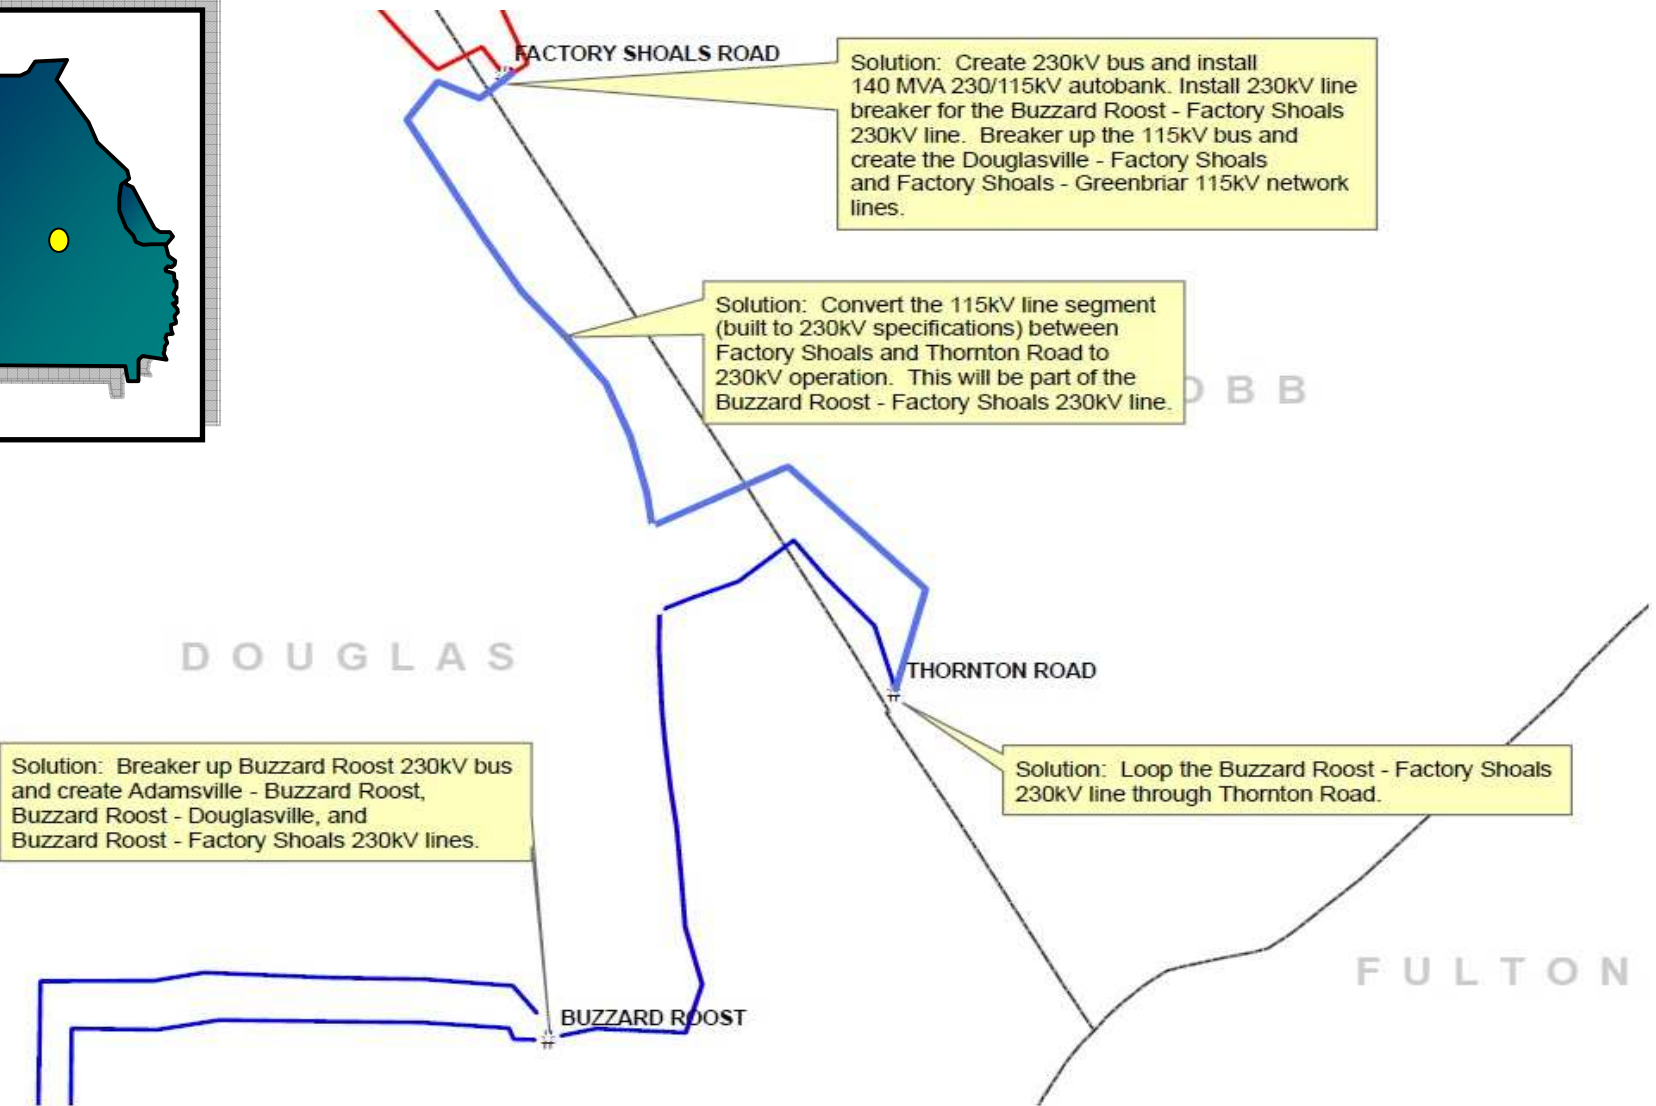 FACTORY SHOALS ROAD
Solution: Create 230kV bus and install
140 MVA 230/115kV autobank. Install 230kV line
breaker for the Buzzard Roost - Factory Shoals
230kV line. Breaker up the 115kV bus and
create the Douglasville - Factory Shoals
and Factory Shoals - Greenbriar 115kV network
lines.
Solution: Convert the 115kV line segment
(built to 230kV specifications) between
Factory Shoals and Thornton Road to
230kV operation. This will be part of the
Buzzard Roost - Factory Shoals 230kV line.
OBB
DOUGLAS
THORNTON ROAD
Solution: Loop the Buzzard Roost - Factory Shoals
230kV line through Thornton Road.
Solution: Breaker up Buzzard Roost 230kV bus
and create Adamsville - Buzzard Roost,
Buzzard Roost - Douglasville, and
Buzzard Roost - Factory Shoals 230kV lines.
FULTON
BUZZARD ROOST